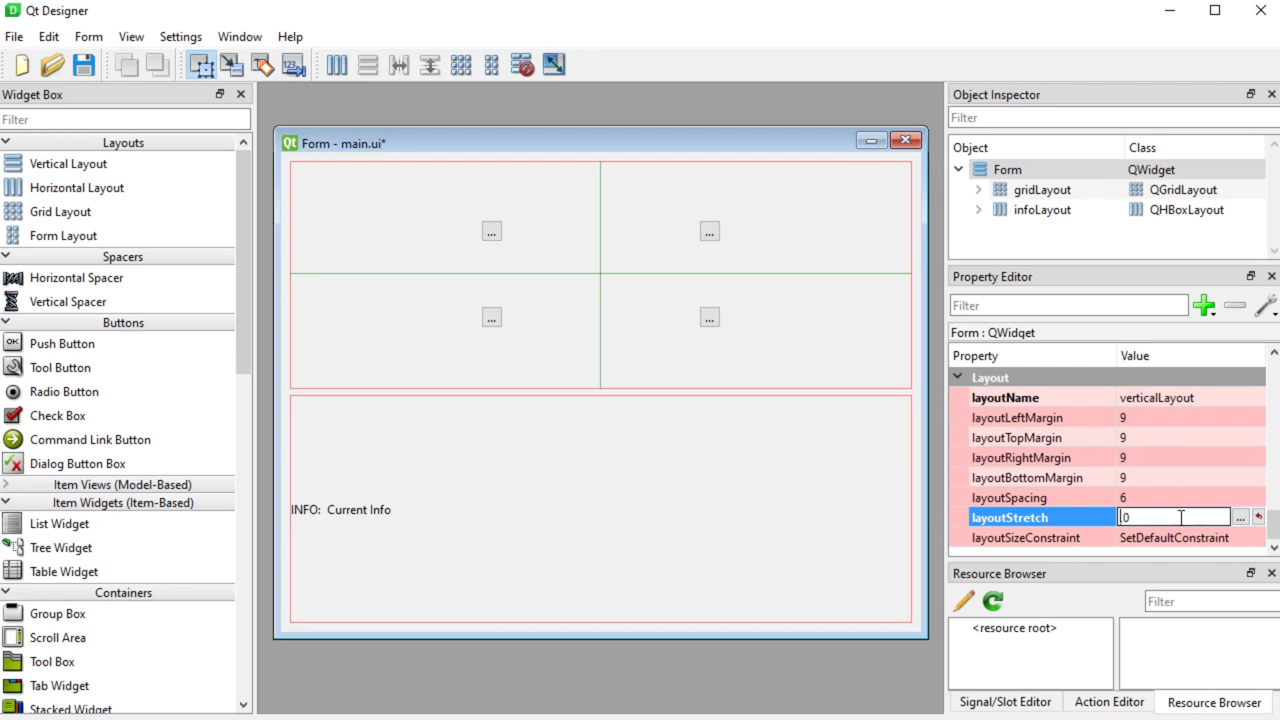 Qt Designer
File Edit Form View Settings Window Help
Widget Box
Filter
Layouts
Vertical Layout
Horizontal Layout
Grid Layout
Form Layout
Spacers
Horizontal Spacer
Vertical Spacer
Buttons
Push Button
Tool Button
Radio Button
Check Box
Command Link Button
Dialog Button Box
Item Views (Model-Based)
Item Widgets (Item-Based)
List Widget
Tree Widget
Table Widget
Containers
Group Box
Scroll Area
Tool Box
Tab Widget
Stacked Widget
Form - main.ui*
... ...
... ...
INFO: Current Info
Object Inspector
Filter
Object Class
Form QWidget
gridLayout QGridLayout
infoLayout QHBoxLayout
Property Editor
Filter
Form : QWidget
Property Value
Layout
layoutName verticalLayout
layoutLeftMargin 9
layoutTopMargin 9
layoutRightMargin 9
layoutBottomMargin 9
layoutSpacing 6
layoutStretch ,0 ...
layoutSizeConstraint SetDefaultConstraint
Resource Browser
Filter
<resource root>
Signal/Slot Editor Action Editor Resource Browser